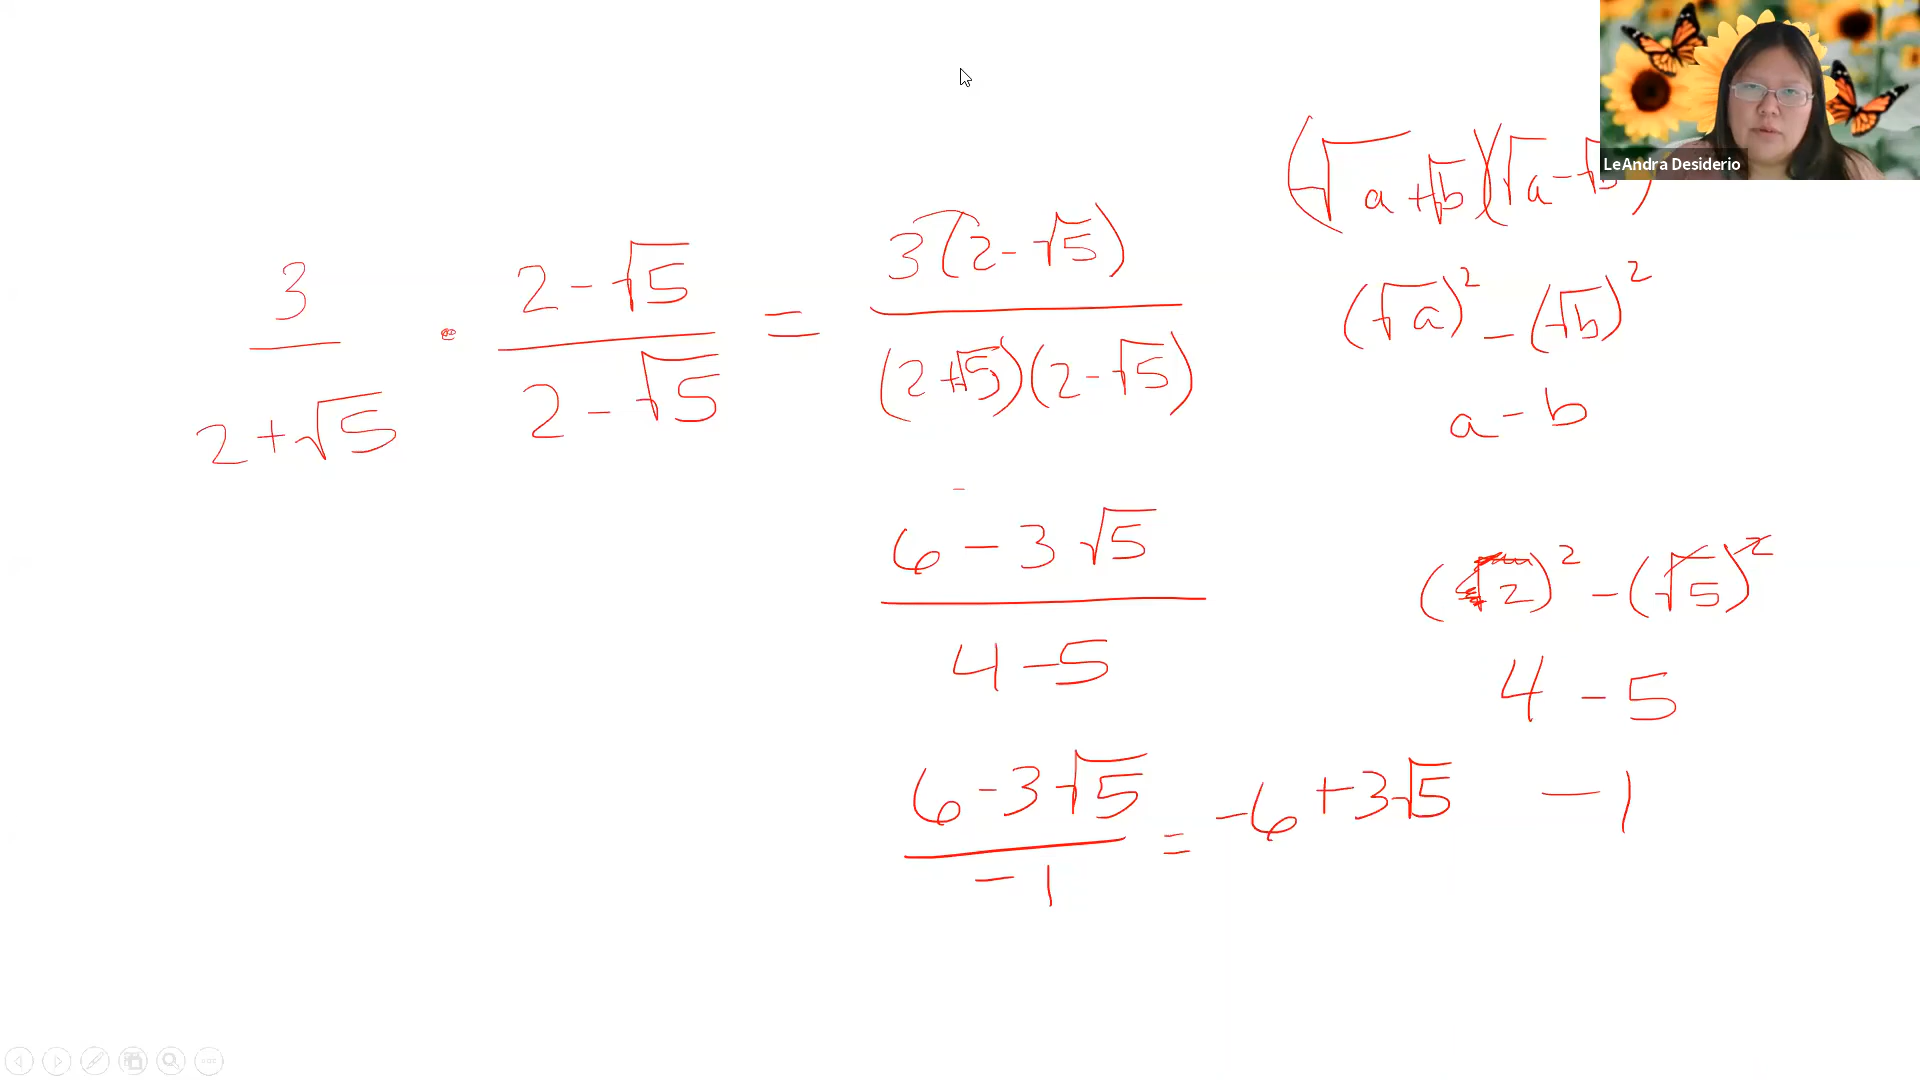 LeAndra Desiderio
(√a + √b)(√a - √b)
(√a)² - (√b)²
a - b
3 / (2 + √5) · (2 - √5) / (2 - √5) = 3(2 - √5) / (2 + √5)(2 - √5)
6 - 3√5 / 4 - 5
6 - 3√5 / -1 = -6 + 3√5
(2)² - (√5)²
4 - 5
-1